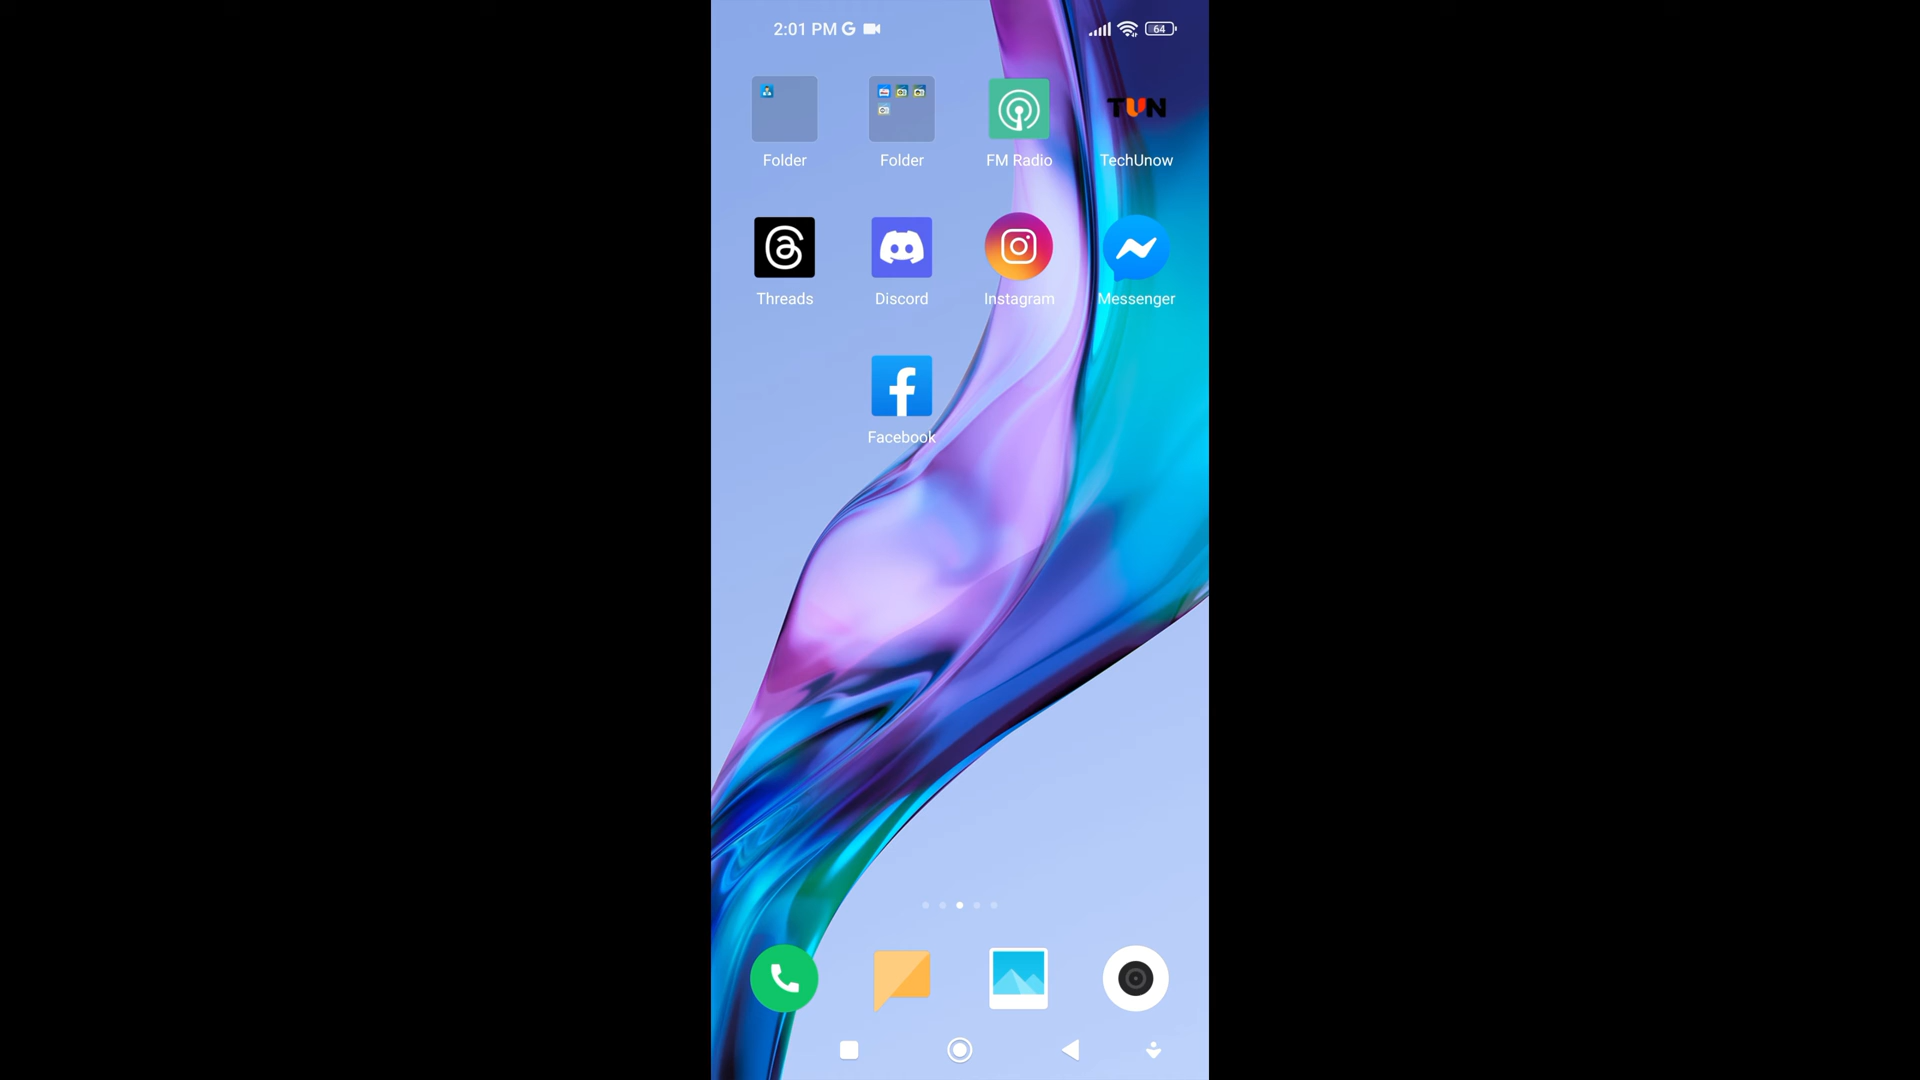 2:01 PM G 64
Folder Folder FM Radio TechUnow
TUN
Threads Discord Instagram Messenger
Facebook